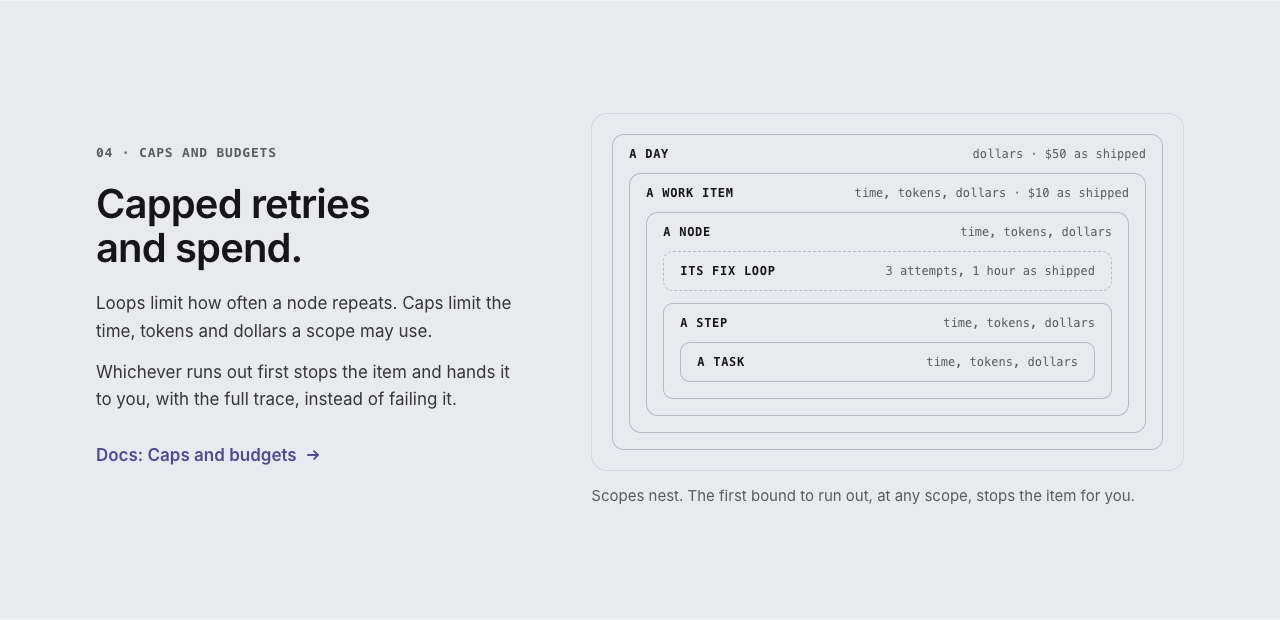 04 · CAPS AND BUDGETS
Capped retries
and spend.
Loops limit how often a node repeats. Caps limit the
time, tokens and dollars a scope may use.
Whichever runs out first stops the item and hands it
to you, with the full trace, instead of failing it.
Docs: Caps and budgets →
A DAY dollars · $50 as shipped
A WORK ITEM time, tokens, dollars · $10 as shipped
A NODE time, tokens, dollars
ITS FIX LOOP 3 attempts, 1 hour as shipped
A STEP time, tokens, dollars
A TASK time, tokens, dollars
Scopes nest. The first bound to run out, at any scope, stops the item for you.